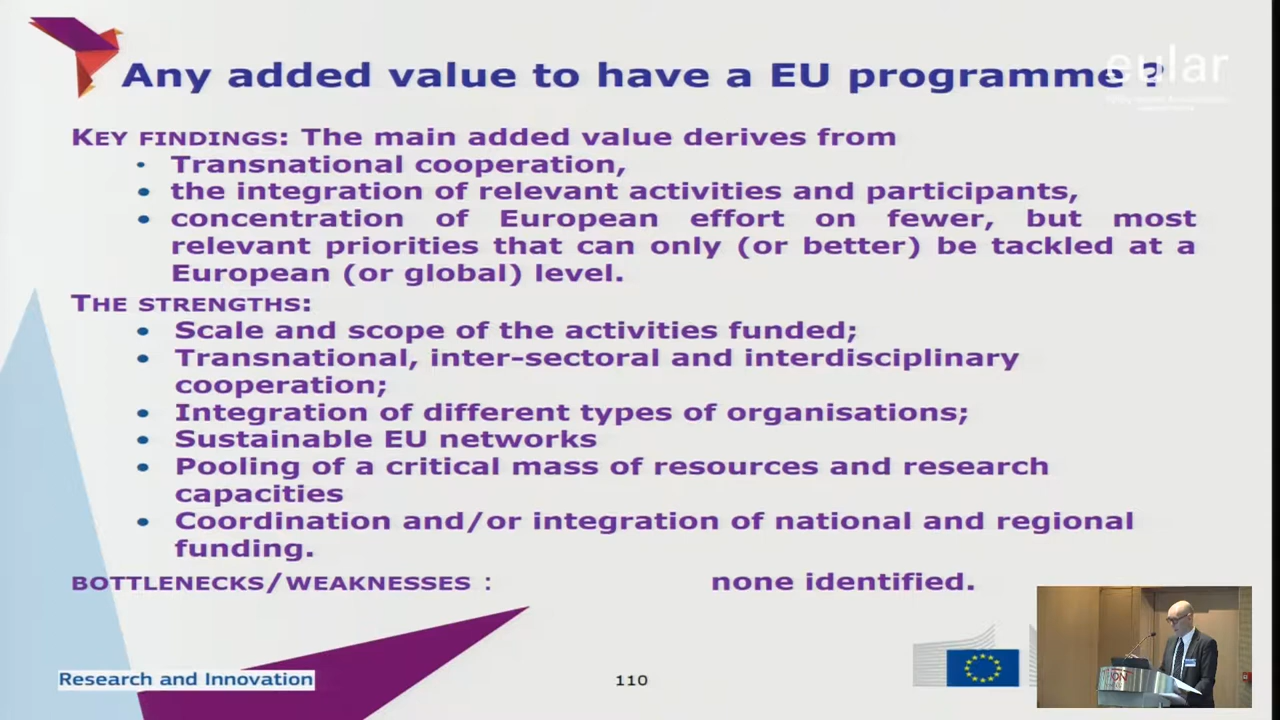 Any added value to have a EU programme ?
eular
KEY FINDINGS: The main added value derives from
• Transnational cooperation,
• the integration of relevant activities and participants,
• concentration of European effort on fewer, but most
relevant priorities that can only (or better) be tackled at a
European (or global) level.
THE STRENGTHS:
• Scale and scope of the activities funded;
• Transnational, inter-sectoral and interdisciplinary
cooperation;
• Integration of different types of organisations;
• Sustainable EU networks
• Pooling of a critical mass of resources and research
capacities
• Coordination and/or integration of national and regional
funding.
BOTTLENECKS/WEAKNESSES : none identified.
Research and Innovation
110